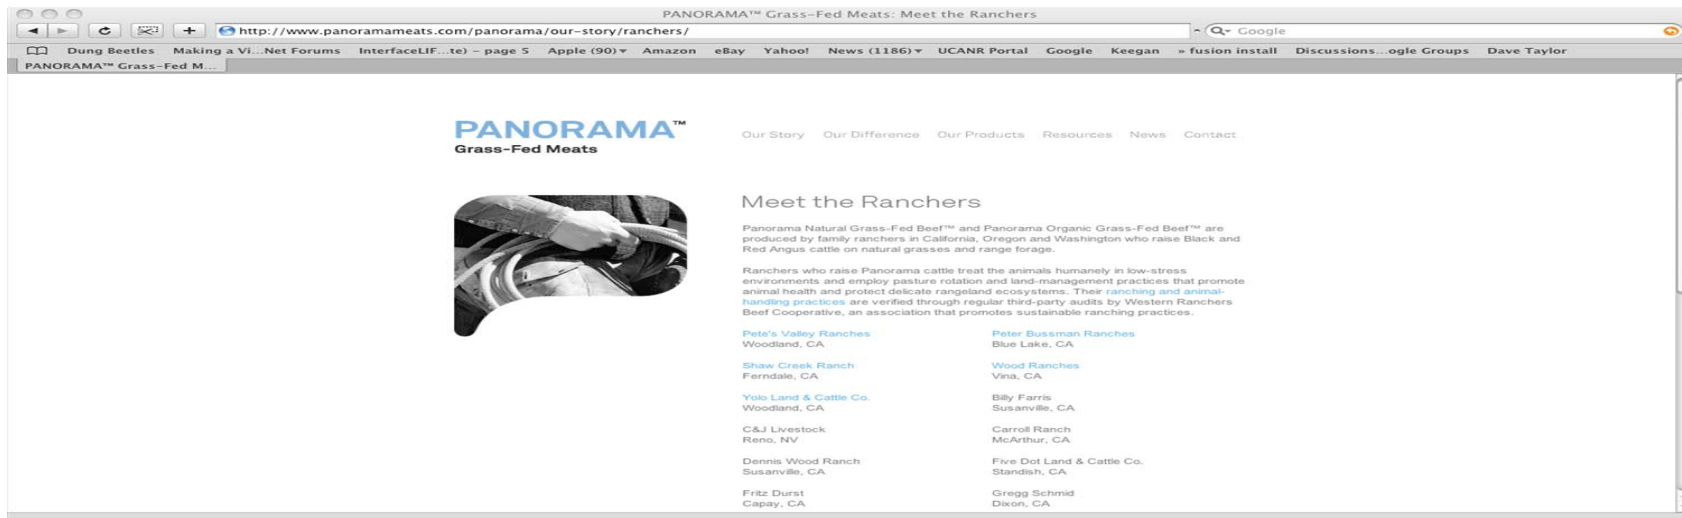 PANORAMA™ Grass-Fed Meats: Meet the Ranchers
http://www.panoramameats.com/panorama/our-story/ranchers/
Google
Dung Beetles Making a Vi...Net Forums InterfaceLIF...te) - page 5 Apple (90) Amazon eBay Yahoo! News (1186) UCANR Portal Google Keegan » fusion install Discussions...ogle Groups Dave Taylor
PANORAMA™ Grass-Fed M...
PANORAMA™
Grass-Fed Meats
Our Story Our Difference Our Products Resources News Contact
Meet the Ranchers
Panorama Natural Grass-Fed Beef™ and Panorama Organic Grass-Fed Beef™ are
produced by family ranchers in California, Oregon and Washington who raise Black and
Red Angus cattle on natural grasses and range forage.
Ranchers who raise Panorama cattle treat the animals humanely in low-stress
environments and employ pasture rotation and land-management practices that promote
animal health and protect delicate rangeland ecosystems. Their ranching and animal-
handling practices are verified through regular third-party audits by Western Ranchers
Beef Cooperative, an association that promotes sustainable ranching practices.
Pete's Valley Ranches
Woodland, CA
Peter Bussman Ranches
Blue Lake, CA
Shaw Creek Ranch
Ferndale, CA
Wood Ranches
Vina, CA
Yolo Land & Cattle Co.
Woodland, CA
Billy Farris
Susanville, CA
C&J Livestock
Reno, NV
Carroll Ranch
McArthur, CA
Dennis Wood Ranch
Susanville, CA
Five Dot Land & Cattle Co.
Standish, CA
Fritz Durst
Capay, CA
Gregg Schmid
Dixon, CA